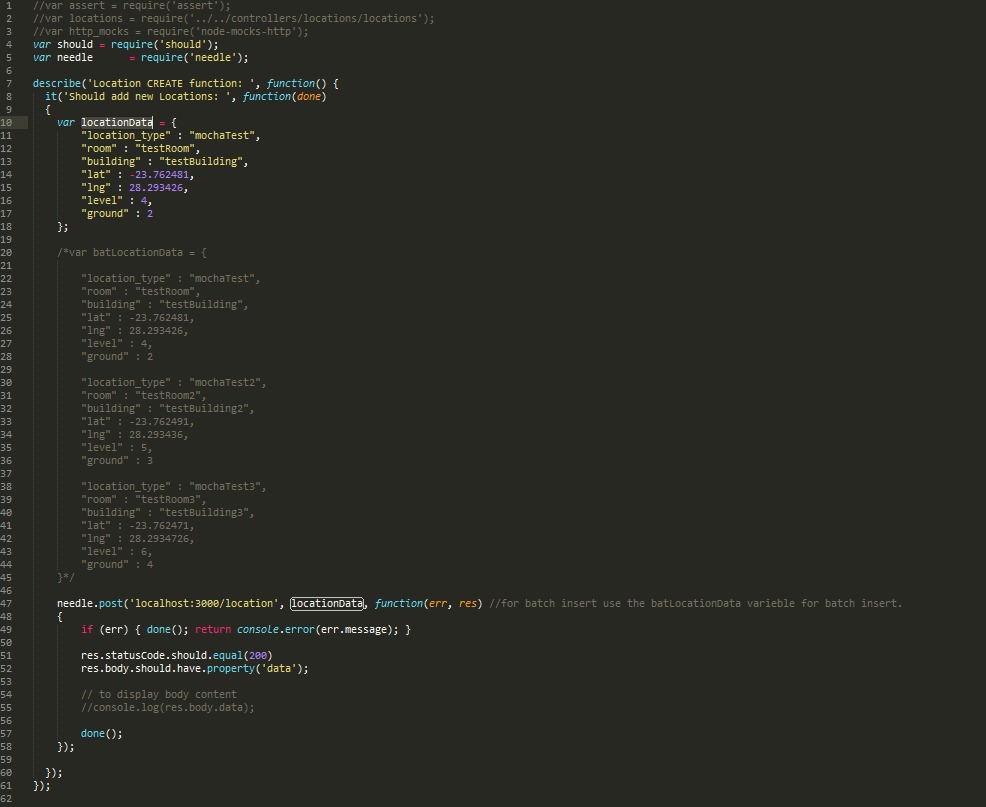 1 //var assert = require('assert');
2 //var locations = require('../../controllers/locations/locations');
3 //var http_mocks = require('node-mocks-http');
4 var should = require('should');
5 var needle     = require('needle');
6
7 describe('Location CREATE function: ', function() {
8   it('Should add new Locations: ', function(done)
9   {
10     var locationData = {
11         "location_type" : "mochaTest",
12         "room" : "testRoom",
13         "building" : "testBuilding",
14         "lat" : -23.762481,
15         "lng" : 28.293426,
16         "level" : 4,
17         "ground" : 2
18     };
19
20     /*var batLocationData = {
21
22         "location_type" : "mochaTest",
23         "room" : "testRoom",
24         "building" : "testBuilding",
25         "lat" : -23.762481,
26         "lng" : 28.293426,
27         "level" : 4,
28         "ground" : 2
29
30         "location_type" : "mochaTest2",
31         "room" : "testRoom2",
32         "building" : "testBuilding2",
33         "lat" : -23.762491,
34         "lng" : 28.293436,
35         "level" : 5,
36         "ground" : 3
37
38         "location_type" : "mochaTest3",
39         "room" : "testRoom3",
40         "building" : "testBuilding3",
41         "lat" : -23.762471,
42         "lng" : 28.2934726,
43         "level" : 6,
44         "ground" : 4
45     }*/
46
47     needle.post('localhost:3000/location', locationData, function(err, res) //for batch insert use the batLocationData varieble for batch insert.
48     {
49         if (err) { done(); return console.error(err.message); }
50
51         res.statusCode.should.equal(200)
52         res.body.should.have.property('data');
53
54         // to display body content
55         //console.log(res.body.data);
56
57         done();
58     });
59
60   });
61 });
62